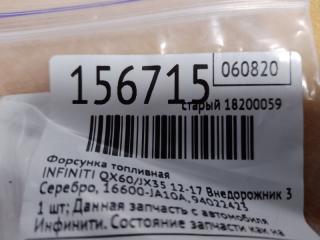 060820
156715
старый 18200059
Форсунка топливная
INFINITI QX60/JX35 12-17 Внедорожник 3
Серебро, 16600-JA10A,94022423
1 шт; Данная запчасть с автомобиля
Инфинити. Состояние запчасти как на